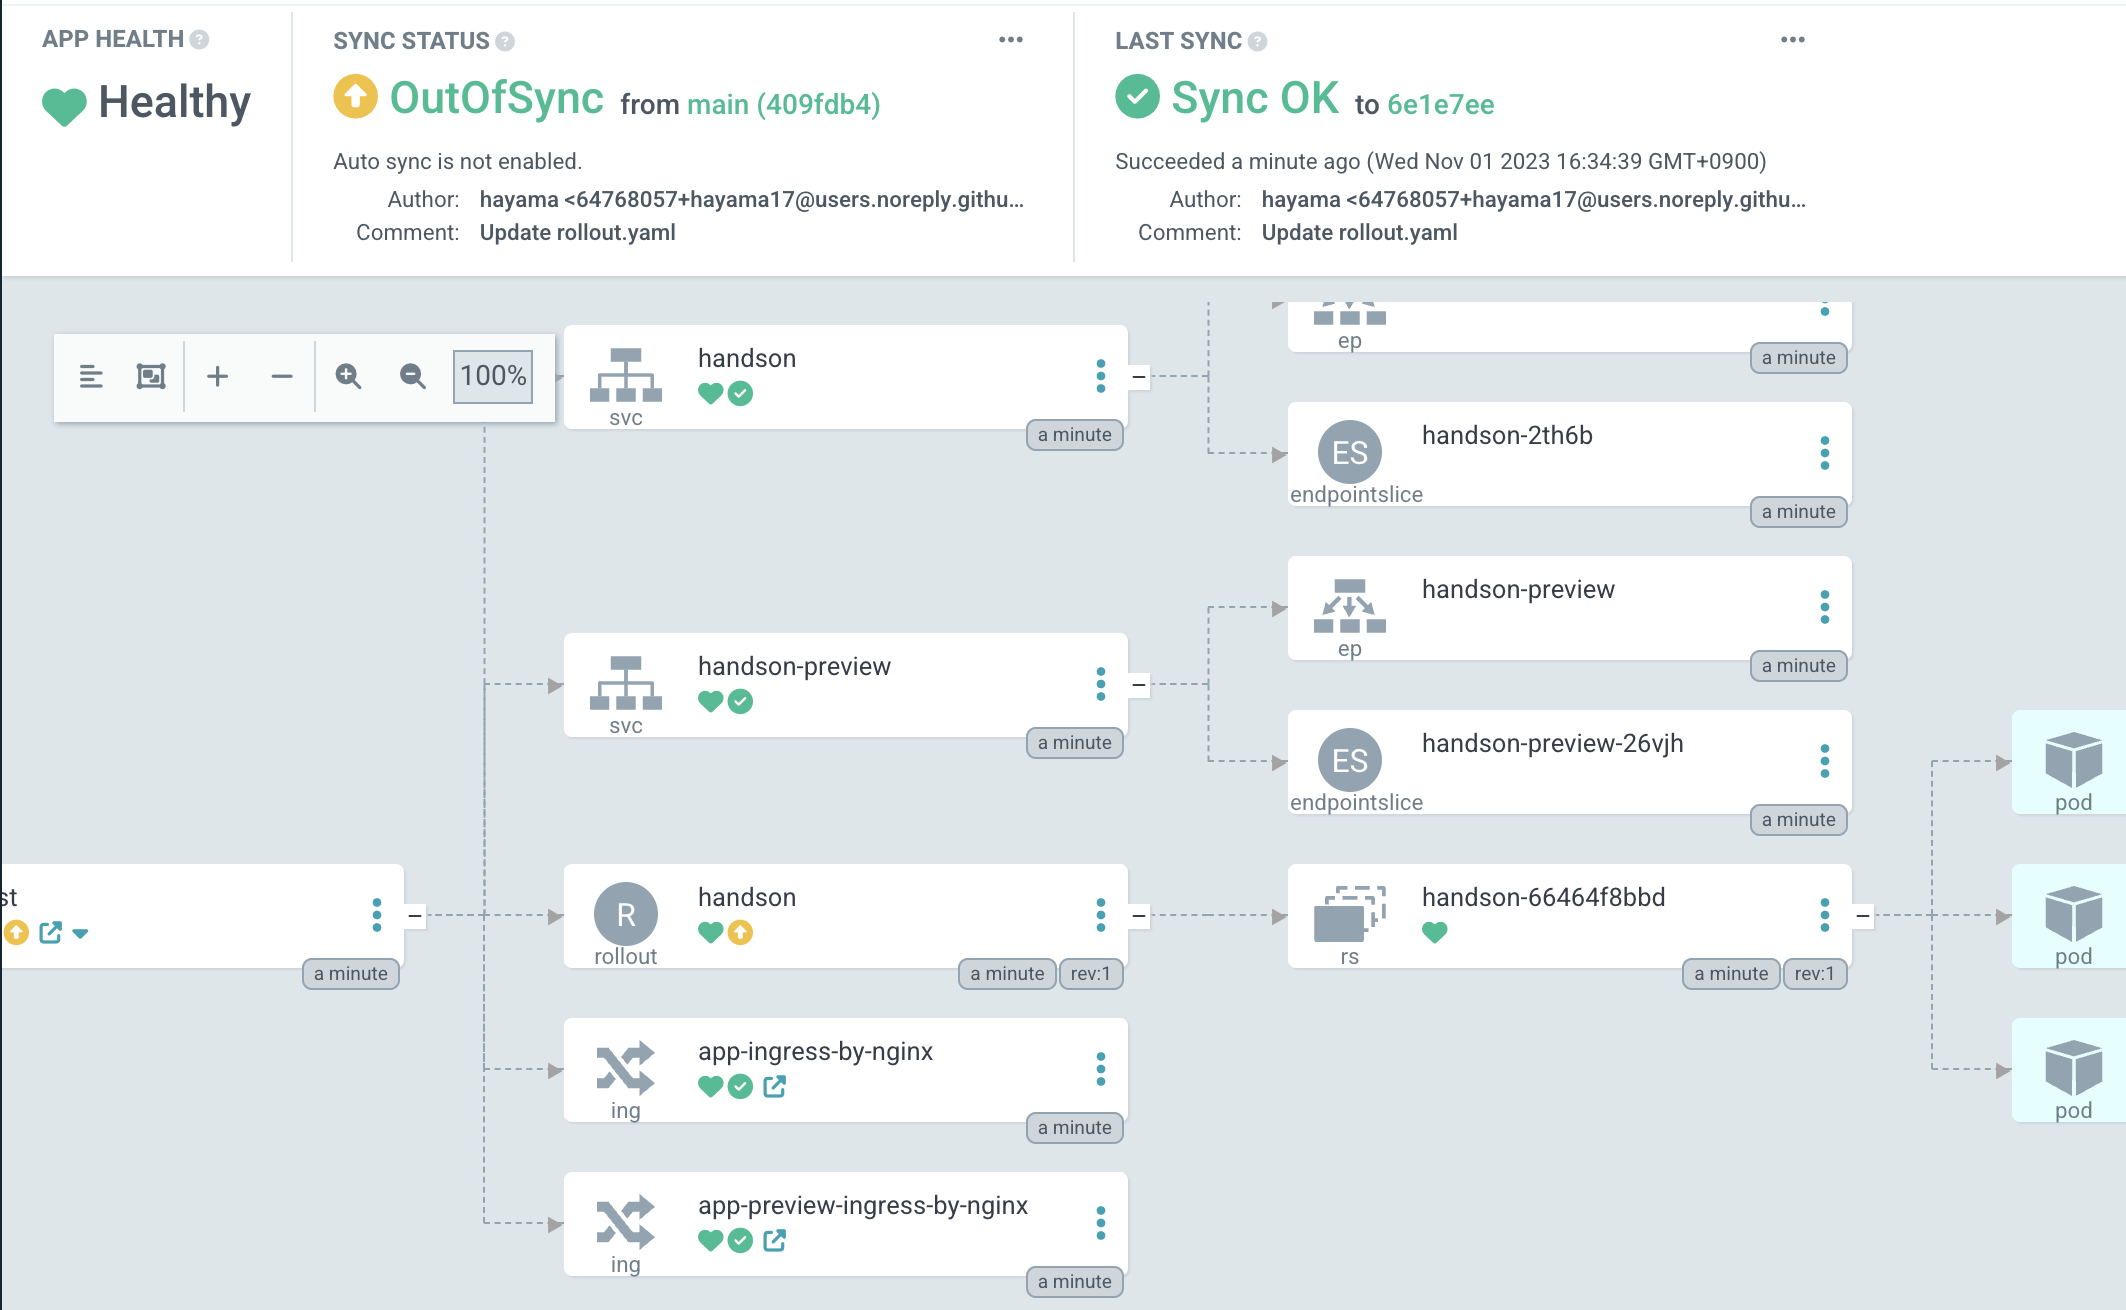 APP HEALTH ?
Healthy
SYNC STATUS ?
OutOfSync from main (409fdb4)
Auto sync is not enabled.
Author: hayama <64768057+hayama17@users.noreply.githu...
Comment: Update rollout.yaml
LAST SYNC ?
Sync OK to 6e1e7ee
Succeeded a minute ago (Wed Nov 01 2023 16:34:39 GMT+0900)
Author: hayama <64768057+hayama17@users.noreply.githu...
Comment: Update rollout.yaml
100%
st
a minute
handson
svc
a minute
handson-preview
svc
a minute
R
handson
rollout
a minute
rev:1
app-ingress-by-nginx
ing
a minute
app-preview-ingress-by-nginx
ing
a minute
ep
a minute
ES
handson-2th6b
endpointslice
a minute
handson-preview
ep
a minute
ES
handson-preview-26vjh
endpointslice
a minute
handson-66464f8bbd
rs
a minute
rev:1
pod
pod
pod